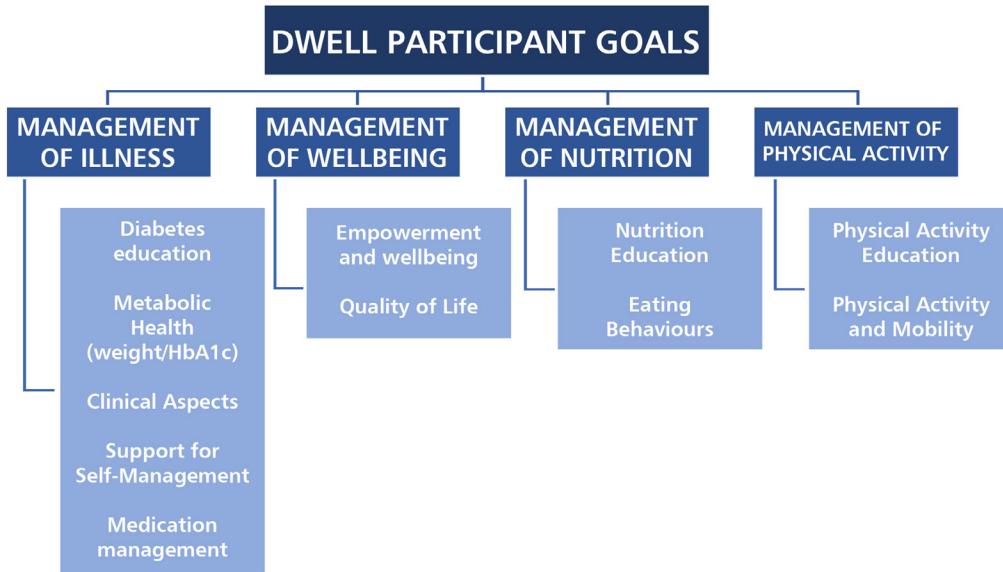 DWELL PARTICIPANT GOALS
MANAGEMENT
OF ILLNESS
Diabetes
education
Metabolic
Health
(weight/HbA1c)
Clinical Aspects
Support for
Self-Management
Medication
management
MANAGEMENT
OF WELLBEING
Empowerment
and wellbeing
Quality of Life
MANAGEMENT
OF NUTRITION
Nutrition
Education
Eating
Behaviours
MANAGEMENT OF
PHYSICAL ACTIVITY
Physical Activity
Education
Physical Activity
and Mobility